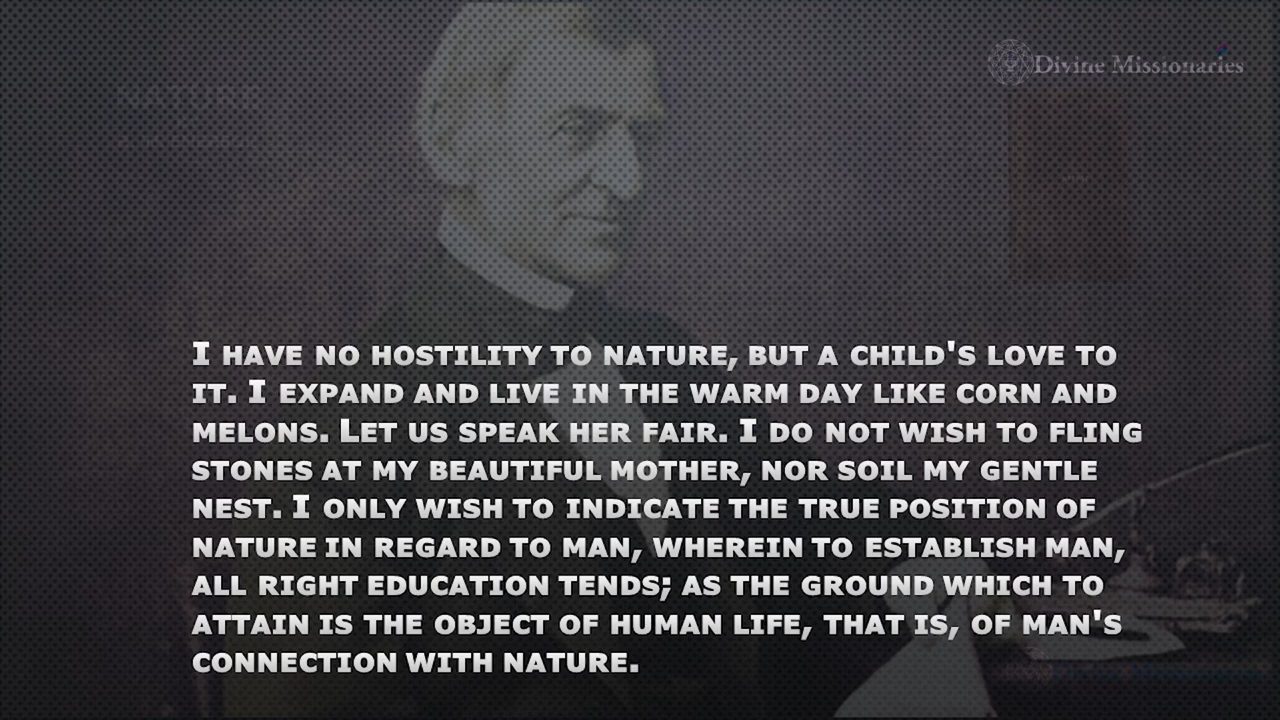 Divine Missionaries
NATURE
I HAVE NO HOSTILITY TO NATURE, BUT A CHILD'S LOVE TO
IT. I EXPAND AND LIVE IN THE WARM DAY LIKE CORN AND
MELONS. LET US SPEAK HER FAIR. I DO NOT WISH TO FLING
STONES AT MY BEAUTIFUL MOTHER, NOR SOIL MY GENTLE
NEST. I ONLY WISH TO INDICATE THE TRUE POSITION OF
NATURE IN REGARD TO MAN, WHEREIN TO ESTABLISH MAN,
ALL RIGHT EDUCATION TENDS; AS THE GROUND WHICH TO
ATTAIN IS THE OBJECT OF HUMAN LIFE, THAT IS, OF MAN'S
CONNECTION WITH NATURE.